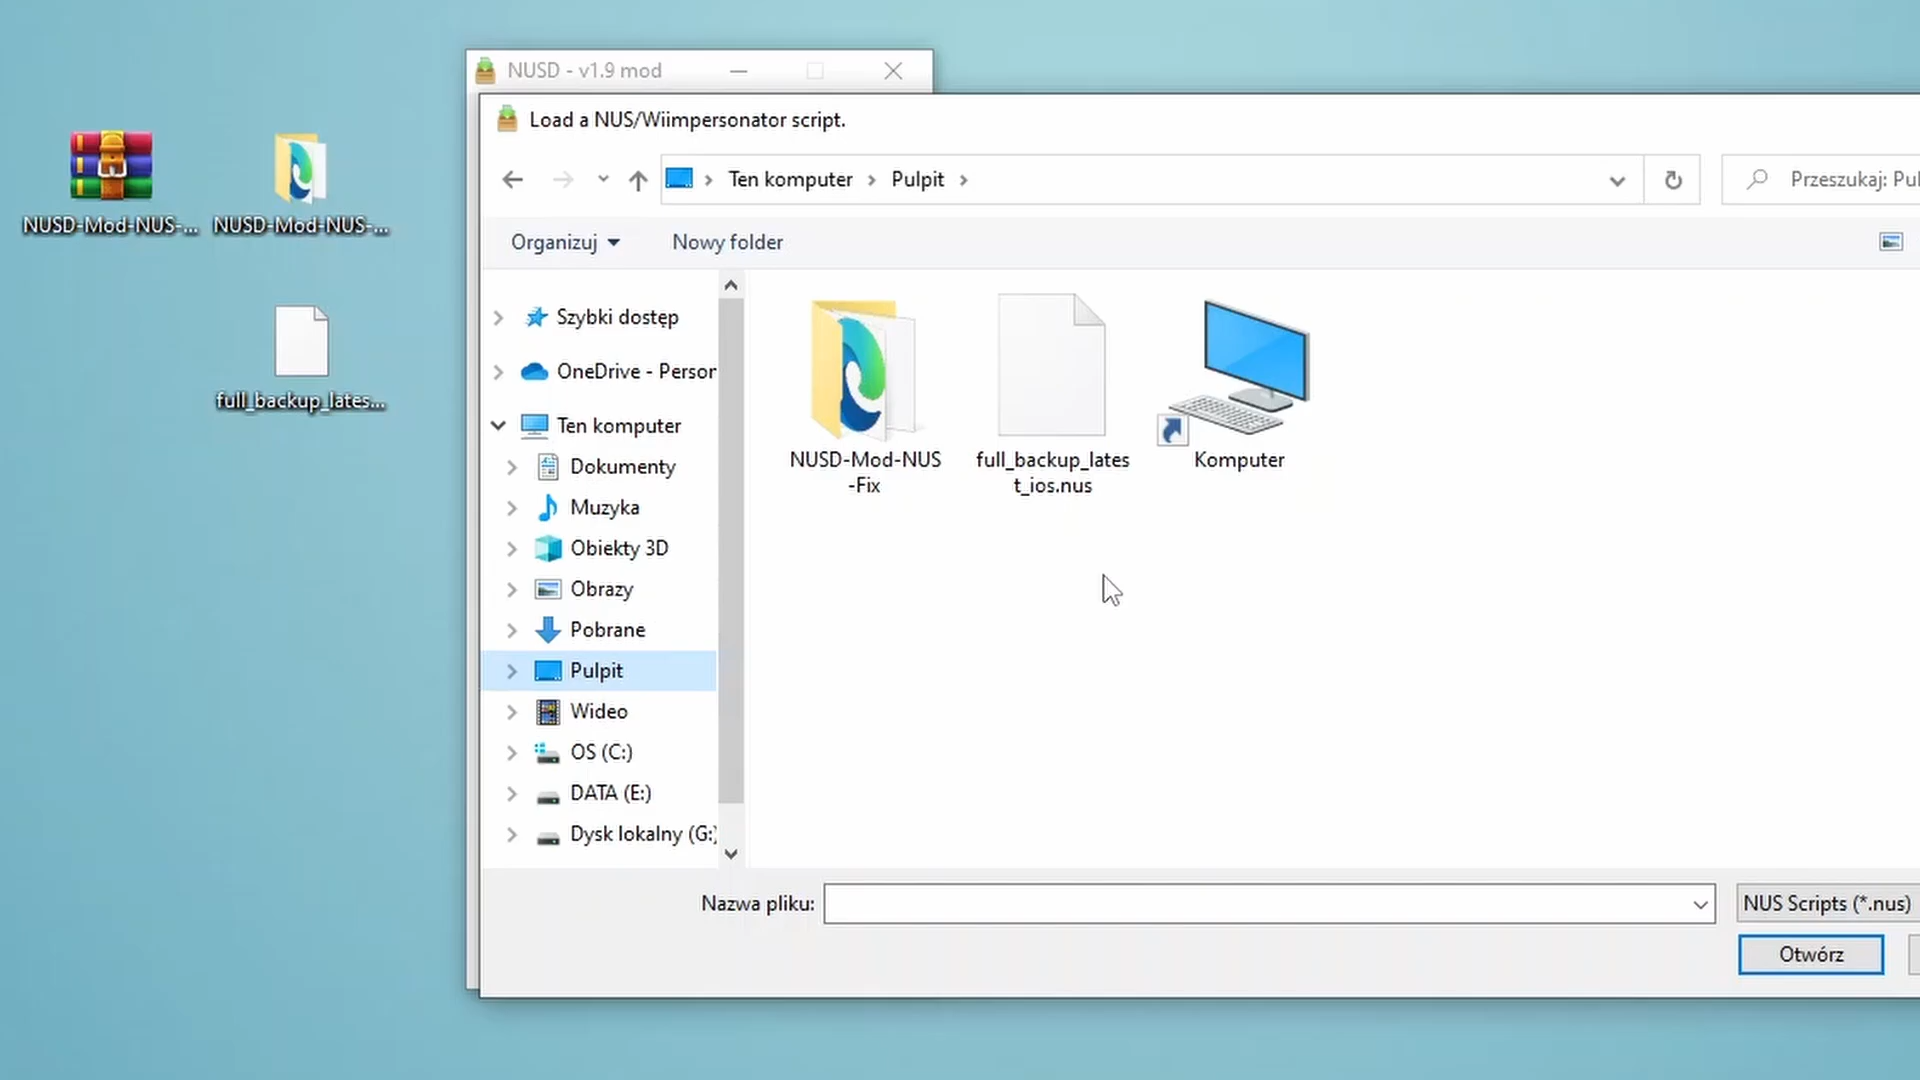 NUSD - v1.9 mod
Load a NUS/Wiimpersonator script.
NUSD-Mod-NUS-...
NUSD-Mod-NUS-...
Ten komputer
Pulpit
Przeszukaj: Pul
Organizuj
Nowy folder
full_backup_lates...
Szybki dostęp
OneDrive - Person
Ten komputer
Dokumenty
Muzyka
Obiekty 3D
Obrazy
Pobrane
Pulpit
Wideo
OS (C:)
DATA (E:)
Dysk lokalny (G:)
NUSD-Mod-NUS
-Fix
full_backup_lates
t_ios.nus
Komputer
Nazwa pliku:
NUS Scripts (*.nus)
Otwórz